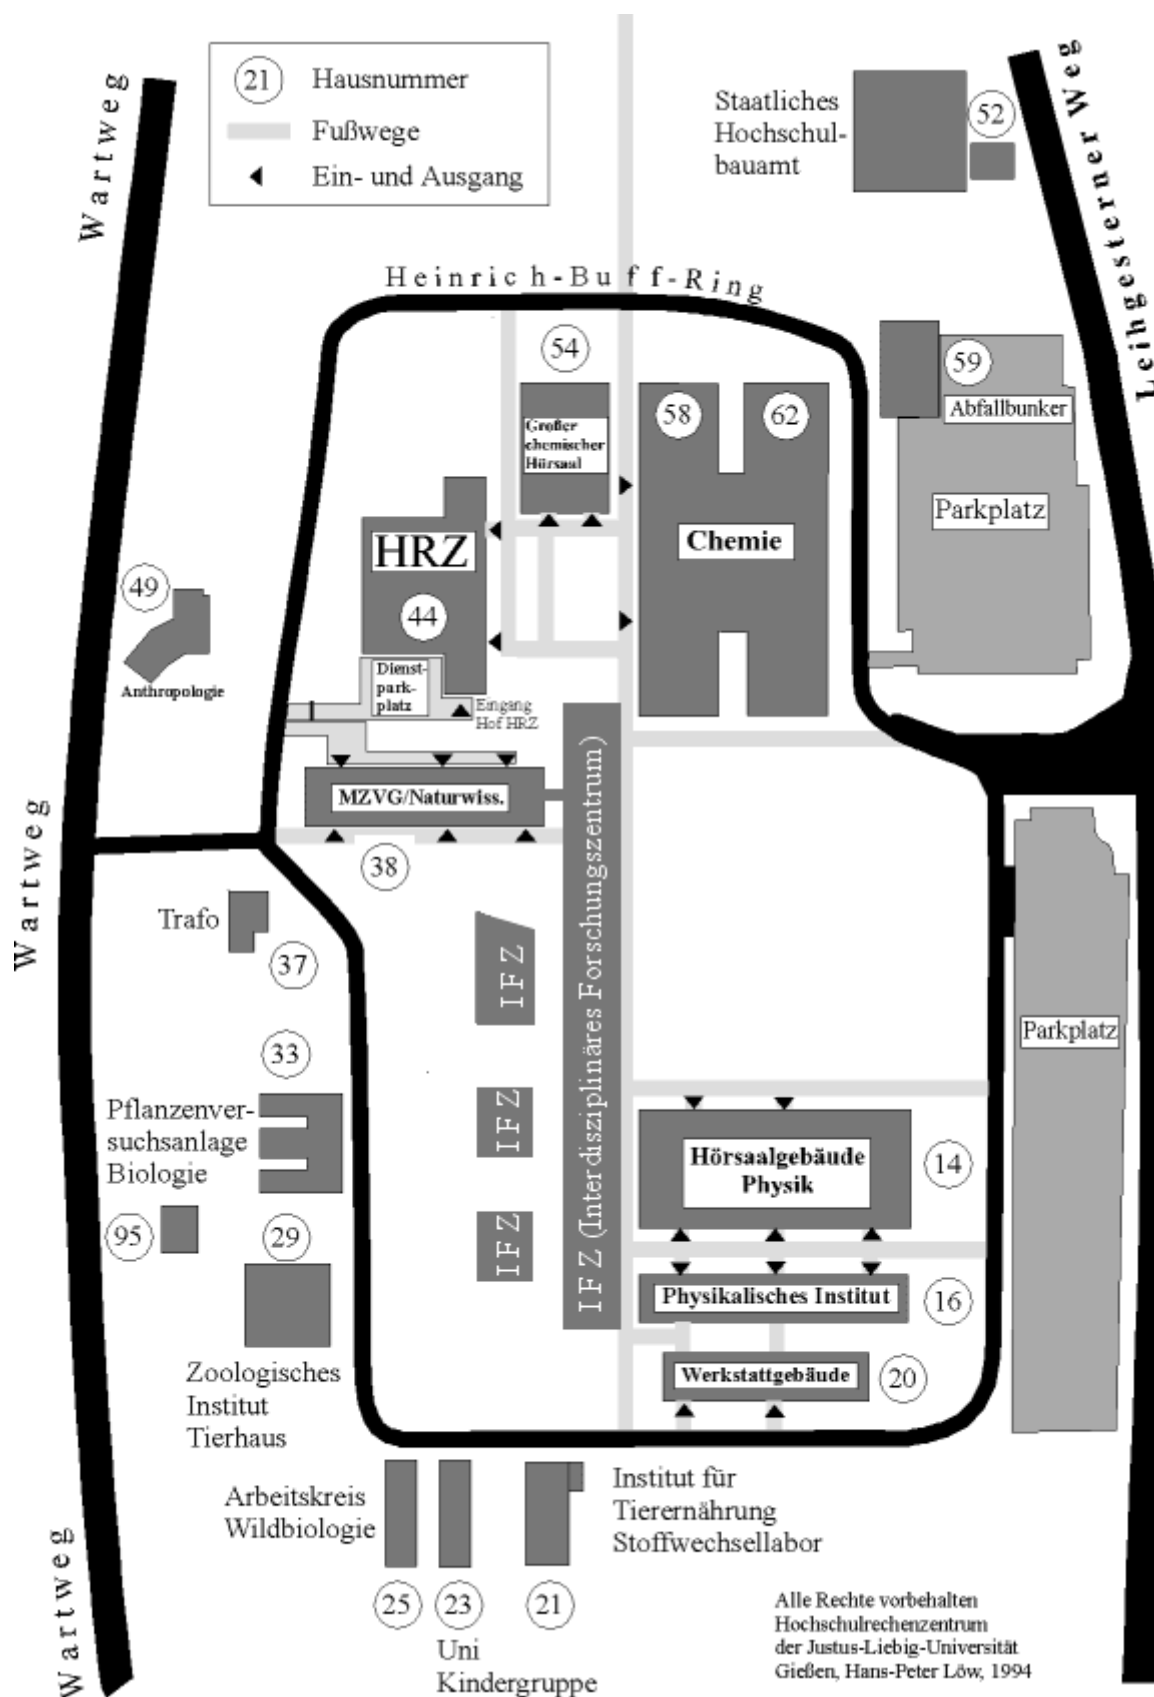 21 Hausnummer
Fußwege
Ein- und Ausgang
Wartweg
Staatliches
Hochschul-
bauamt
52
Leihgesterner Weg
Heinrich-Buff-Ring
54
Großer
chemischer
Hörsaal
58
62
59
Abfallbunker
Parkplatz
HRZ
44
Chemie
49
Anthropologie
Dienst-
park-
platz
Eingang
Hof HRZ
MZVG/Naturwiss.
38
Wartweg
IFZ (Interdisziplinäres Forschungszentrum)
Trafo
37
IFZ
33
Parkplatz
Pflanzenver-
suchsanlage
Biologie
IFZ
Hörsaalgebäude
Physik
14
95
29
IFZ
Physikalisches Institut
16
Zoologisches
Institut
Tierhaus
Werkstattgebäude
20
Arbeitskreis
Wildbiologie
Institut für
Tierernährung
Stoffwechsellabor
Wartweg
25
23
21
Uni
Kindergruppe
Alle Rechte vorbehalten
Hochschulrechenzentrum
der Justus-Liebig-Universität
Gießen, Hans-Peter Löw, 1994